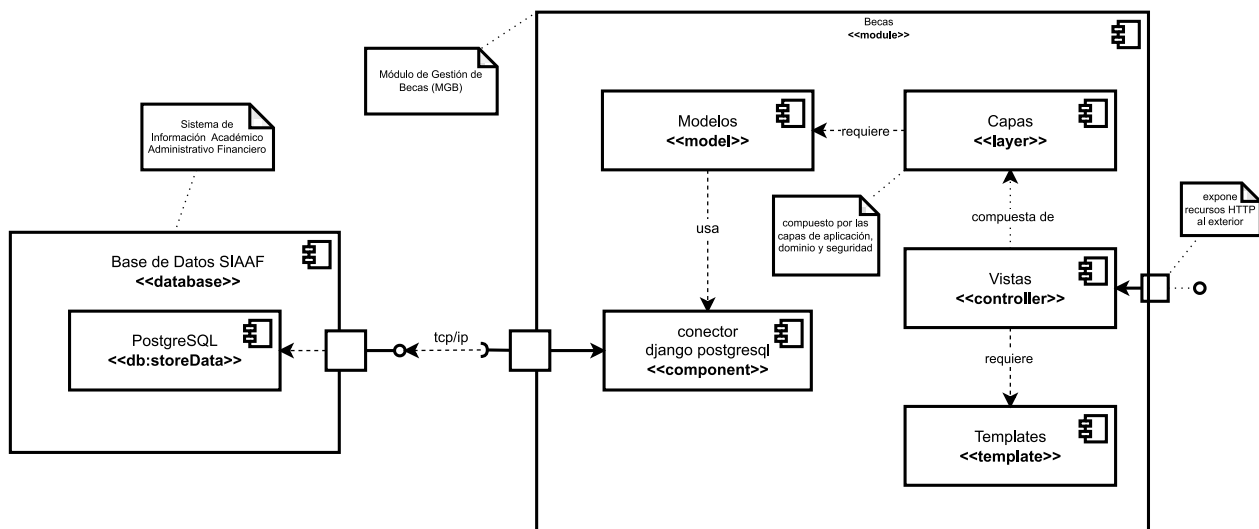 Becas
<<module>>
Módulo de Gestión de
Becas (MGB)
Sistema de
Información Académico
Administrativo Financiero
Modelos
<<model>>
requiere
Capas
<<layer>>
expone
recursos HTTP
al exterior
usa
compuesto por las
capas de aplicación,
dominio y seguridad
compuesta de
Base de Datos SIAAF
<<database>>
Vistas
<<controller>>
PostgreSQL
<<db:storeData>>
tcp/ip
conector
django postgresql
<<component>>
requiere
Templates
<<template>>